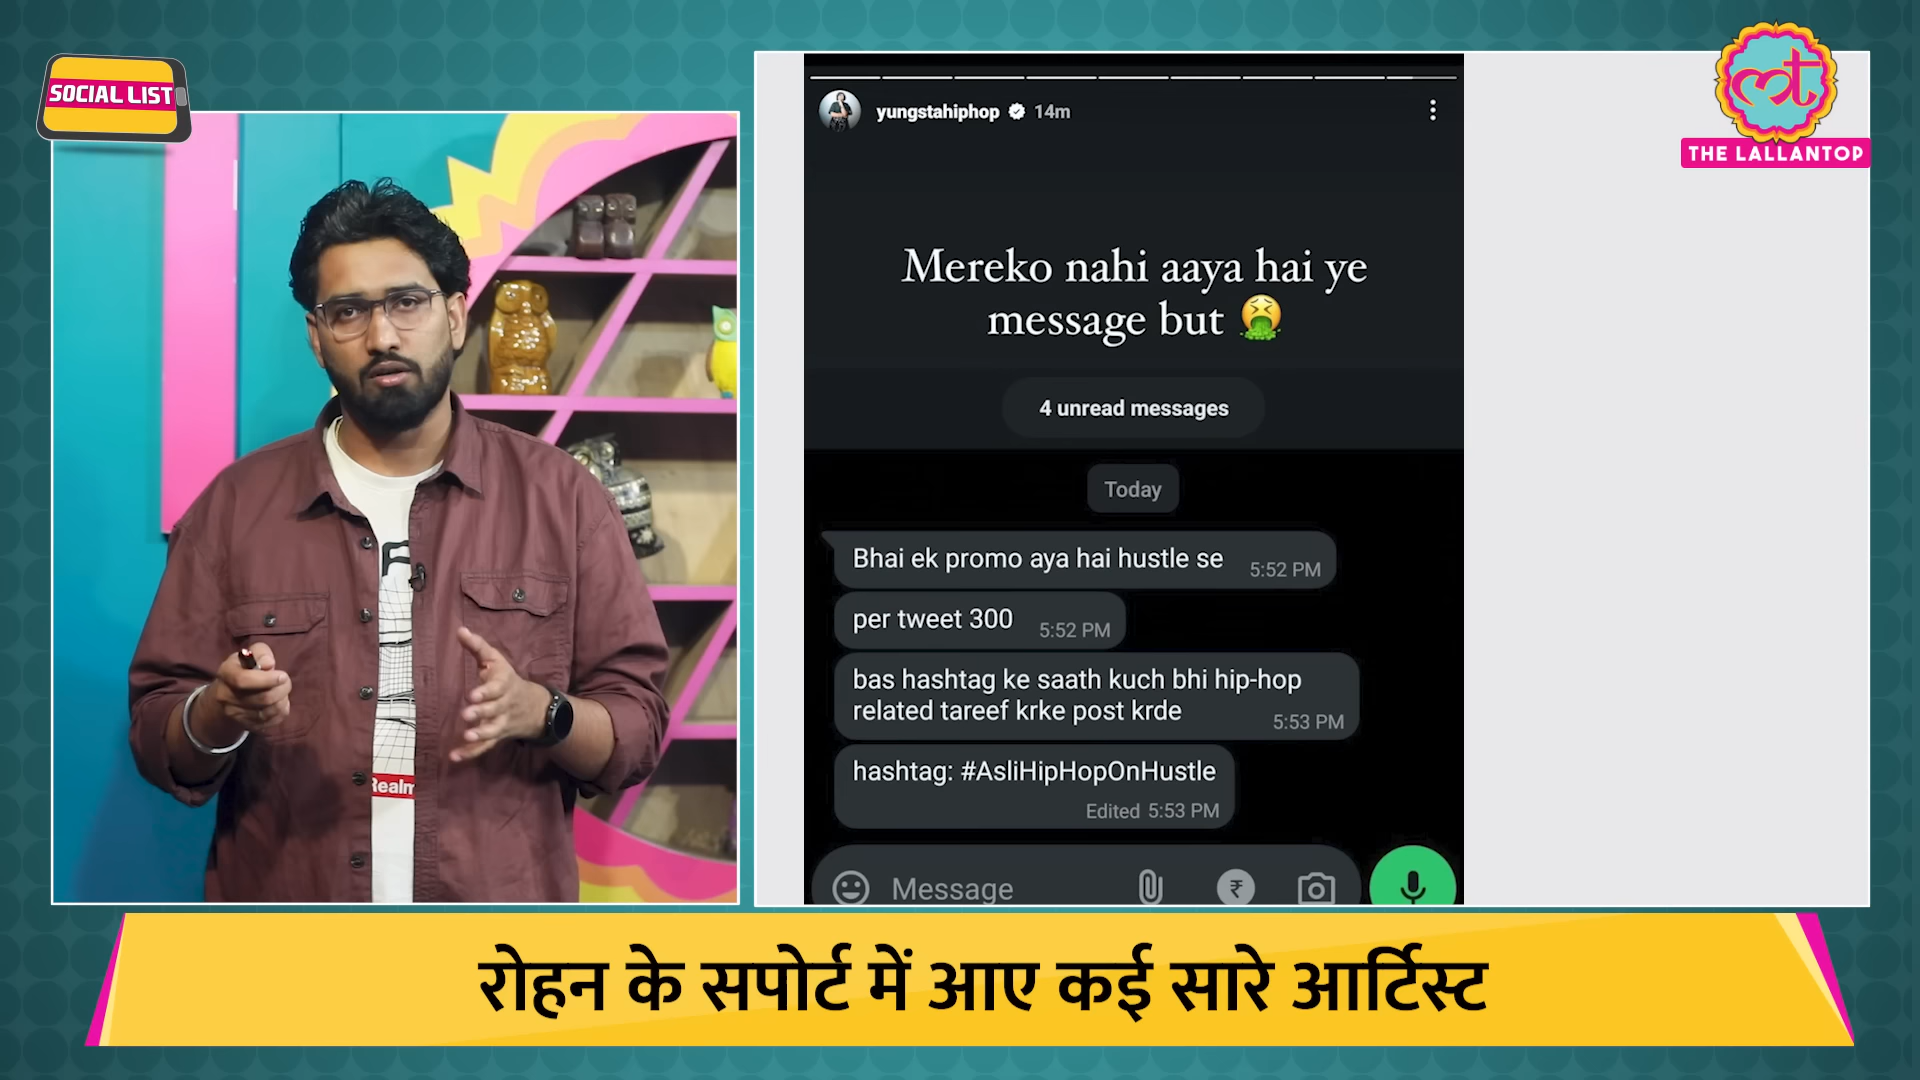 SOCIAL LIST
THE LALLANTOP
yungstahiphop 14m
Mereko nahi aaya hai ye
message but 🤮
4 unread messages
Today
Bhai ek promo aya hai hustle se 5:52 PM
per tweet 300 5:52 PM
bas hashtag ke saath kuch bhi hip-hop
related tareef krke post krde 5:53 PM
hashtag: #AsliHipHopOnHustle
Edited 5:53 PM
Message
Realm
रोहन के सपोर्ट में आए कई सारे आर्टिस्ट